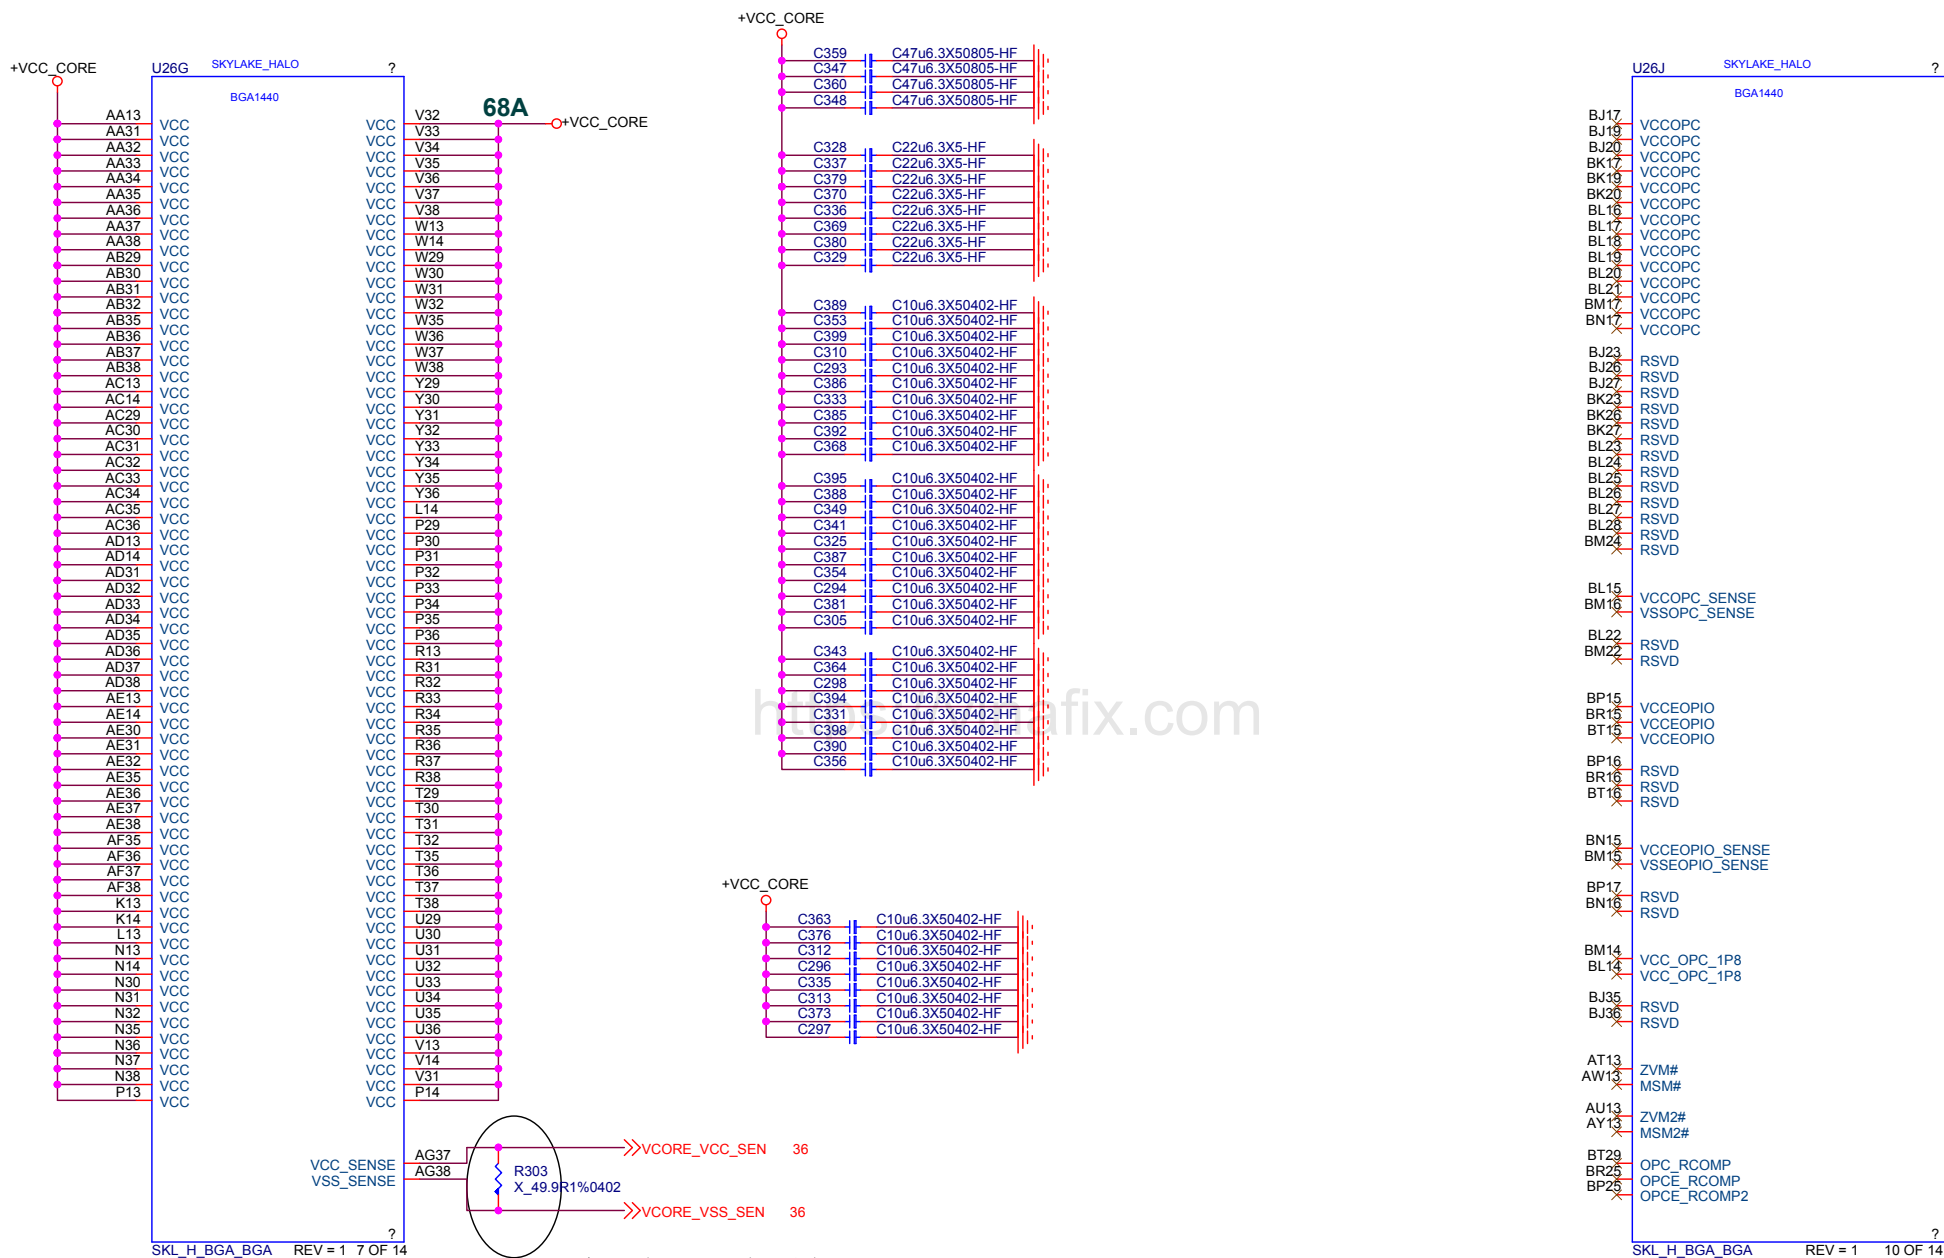 +VCC_CORE
U26G SKYLAKE_HALO ?
BGA1440
68A
+VCC_CORE
AA13 VCC VCC V32
AA31 VCC VCC V33
AA32 VCC VCC V34
AA33 VCC VCC V35
AA34 VCC VCC V36
AA35 VCC VCC V37
AA36 VCC VCC V38
AA37 VCC VCC W13
AA38 VCC VCC W14
AB29 VCC VCC W29
AB30 VCC VCC W30
AB31 VCC VCC W31
AB32 VCC VCC W32
AB35 VCC VCC W35
AB36 VCC VCC W36
AB37 VCC VCC W37
AB38 VCC VCC W38
AC13 VCC VCC Y29
AC14 VCC VCC Y30
AC29 VCC VCC Y31
AC30 VCC VCC Y32
AC31 VCC VCC Y33
AC32 VCC VCC Y34
AC33 VCC VCC Y35
AC34 VCC VCC Y36
AC35 VCC VCC L14
AC36 VCC VCC P29
AD13 VCC VCC P30
AD14 VCC VCC P31
AD31 VCC VCC P32
AD32 VCC VCC P33
AD33 VCC VCC P34
AD34 VCC VCC P35
AD35 VCC VCC P36
AD36 VCC VCC R13
AD37 VCC VCC R31
AD38 VCC VCC R32
AE13 VCC VCC R33
AE14 VCC VCC R34
AE30 VCC VCC R35
AE31 VCC VCC R36
AE32 VCC VCC R37
AE35 VCC VCC R38
AE36 VCC VCC T29
AE37 VCC VCC T30
AE38 VCC VCC T31
AF35 VCC VCC T32
AF36 VCC VCC T35
AF37 VCC VCC T36
AF38 VCC VCC T37
K13 VCC VCC T38
K14 VCC VCC U29
L13 VCC VCC U30
N13 VCC VCC U31
N14 VCC VCC U32
N30 VCC VCC U33
N31 VCC VCC U34
N32 VCC VCC U35
N35 VCC VCC U36
N36 VCC VCC V13
N37 VCC VCC V14
N38 VCC VCC V31
P13 VCC VCC P14
VCC_SENSE AG37
VSS_SENSE AG38
R303
X_49.9R1%0402
VCORE_VCC_SEN 36
VCORE_VSS_SEN 36
?
SKL_H_BGA_BGA REV = 1 7 OF 14
+VCC_CORE
C359 C47u6.3X50805-HF
C347 C47u6.3X50805-HF
C360 C47u6.3X50805-HF
C348 C47u6.3X50805-HF
C328 C22u6.3X5-HF
C337 C22u6.3X5-HF
C379 C22u6.3X5-HF
C370 C22u6.3X5-HF
C336 C22u6.3X5-HF
C369 C22u6.3X5-HF
C380 C22u6.3X5-HF
C329 C22u6.3X5-HF
C389 C10u6.3X50402-HF
C353 C10u6.3X50402-HF
C399 C10u6.3X50402-HF
C310 C10u6.3X50402-HF
C293 C10u6.3X50402-HF
C386 C10u6.3X50402-HF
C333 C10u6.3X50402-HF
C385 C10u6.3X50402-HF
C392 C10u6.3X50402-HF
C368 C10u6.3X50402-HF
C395 C10u6.3X50402-HF
C388 C10u6.3X50402-HF
C349 C10u6.3X50402-HF
C341 C10u6.3X50402-HF
C325 C10u6.3X50402-HF
C387 C10u6.3X50402-HF
C354 C10u6.3X50402-HF
C294 C10u6.3X50402-HF
C381 C10u6.3X50402-HF
C305 C10u6.3X50402-HF
C343 C10u6.3X50402-HF
C364 C10u6.3X50402-HF
C298 C10u6.3X50402-HF
C394 C10u6.3X50402-HF
C331 C10u6.3X50402-HF
C398 C10u6.3X50402-HF
C390 C10u6.3X50402-HF
C356 C10u6.3X50402-HF
+VCC_CORE
C363 C10u6.3X50402-HF
C376 C10u6.3X50402-HF
C312 C10u6.3X50402-HF
C296 C10u6.3X50402-HF
C335 C10u6.3X50402-HF
C313 C10u6.3X50402-HF
C373 C10u6.3X50402-HF
C297 C10u6.3X50402-HF
U26J SKYLAKE_HALO ?
BGA1440
BJ17 VCCOPC
BJ19 VCCOPC
BJ20 VCCOPC
BK17 VCCOPC
BK19 VCCOPC
BK20 VCCOPC
BL16 VCCOPC
BL17 VCCOPC
BL18 VCCOPC
BL19 VCCOPC
BL20 VCCOPC
BL21 VCCOPC
BM17 VCCOPC
BN17 VCCOPC
BJ23 RSVD
BJ26 RSVD
BJ27 RSVD
BK23 RSVD
BK26 RSVD
BK27 RSVD
BL23 RSVD
BL24 RSVD
BL25 RSVD
BL26 RSVD
BL27 RSVD
BL28 RSVD
BM24 RSVD
BL15 VCCOPC_SENSE
BM16 VSSOPC_SENSE
BL22 RSVD
BM22 RSVD
BP15 VCCEOPIO
BR15 VCCEOPIO
BT15 VCCEOPIO
BP16 RSVD
BR16 RSVD
BT16 RSVD
BN15 VCCEOPIO_SENSE
BM15 VSSEOPIO_SENSE
BP17 RSVD
BN16 RSVD
BM14 VCC_OPC_1P8
BL14 VCC_OPC_1P8
BJ35 RSVD
BJ36 RSVD
AT13 ZVM#
AW13 MSM#
AU13 ZVM2#
AY13 MSM2#
BT29 OPC_RCOMP
BR25 OPCE_RCOMP
BP25 OPCE_RCOMP2
?
SKL_H_BGA_BGA REV = 1 10 OF 14